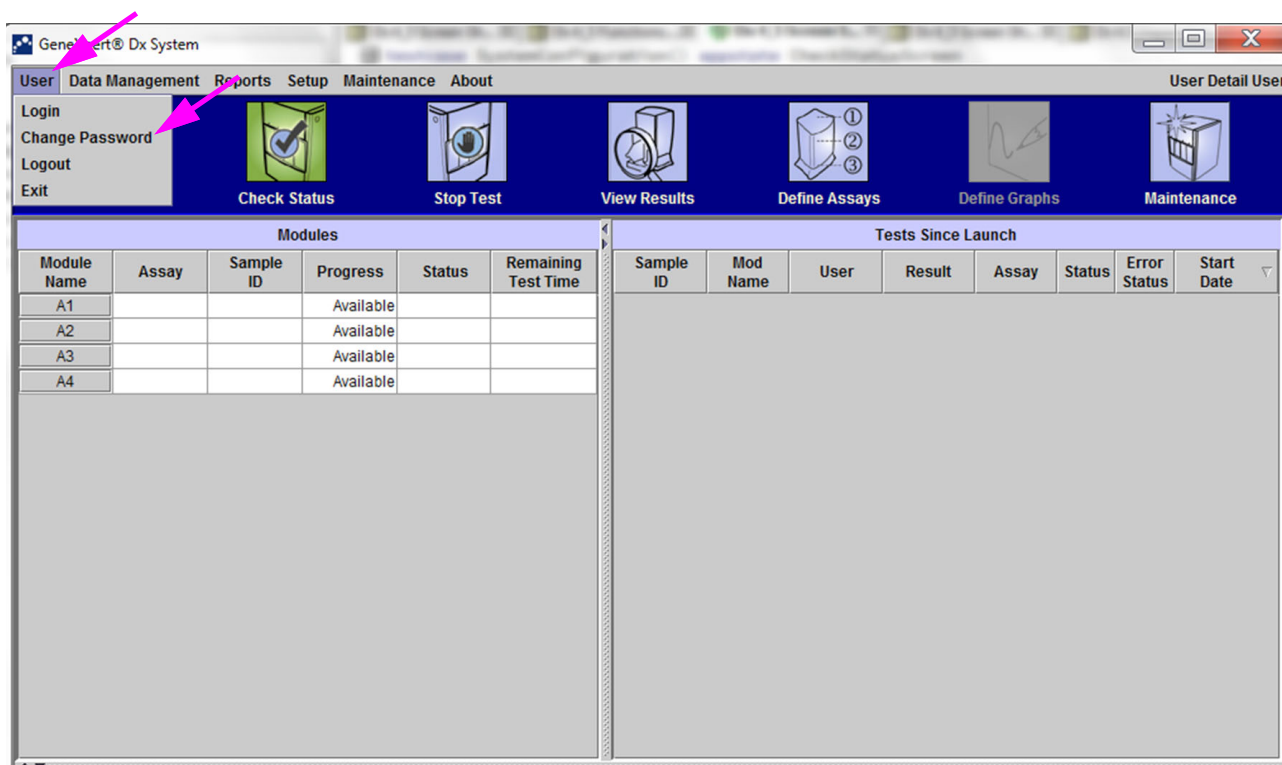 GeneXpert® Dx System
User Data Management Reports Setup Maintenance About User Detail User
Login
Change Password
Logout
Exit
Check Status Stop Test View Results Define Assays Define Graphs Maintenance
1
2
3
Modules Tests Since Launch
Module Name Assay Sample ID Progress Status Remaining Test Time Sample ID Mod Name User Result Assay Status Error Status Start Date
A1 Available
A2 Available
A3 Available
A4 Available